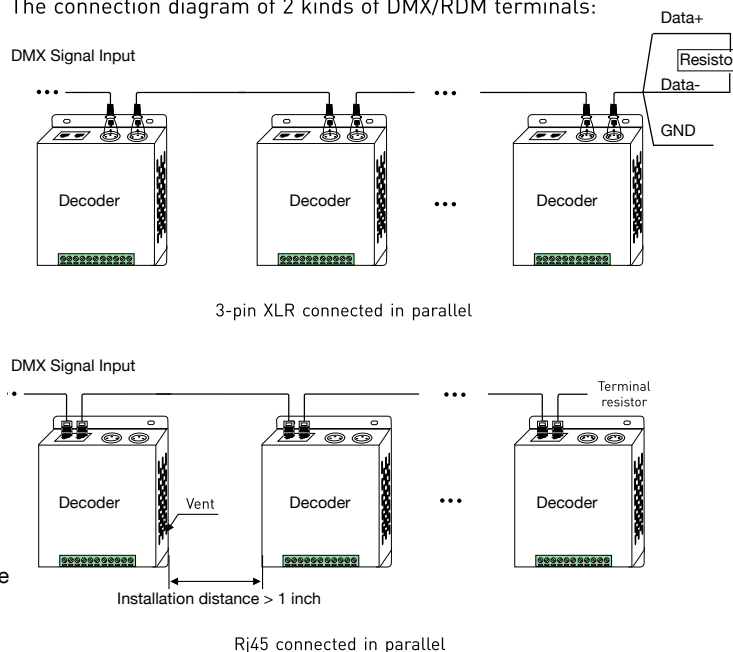 The connection diagram of 2 kinds of DMX/RDM terminals:
Data+
DMX Signal Input
Resisto
Data-
GND
Decoder
Decoder
Decoder
3-pin XLR connected in parallel
DMX Signal Input
Terminal
resistor
Decoder
Vent
Decoder
Decoder
e
Installation distance > 1 inch
Rj45 connected in parallel